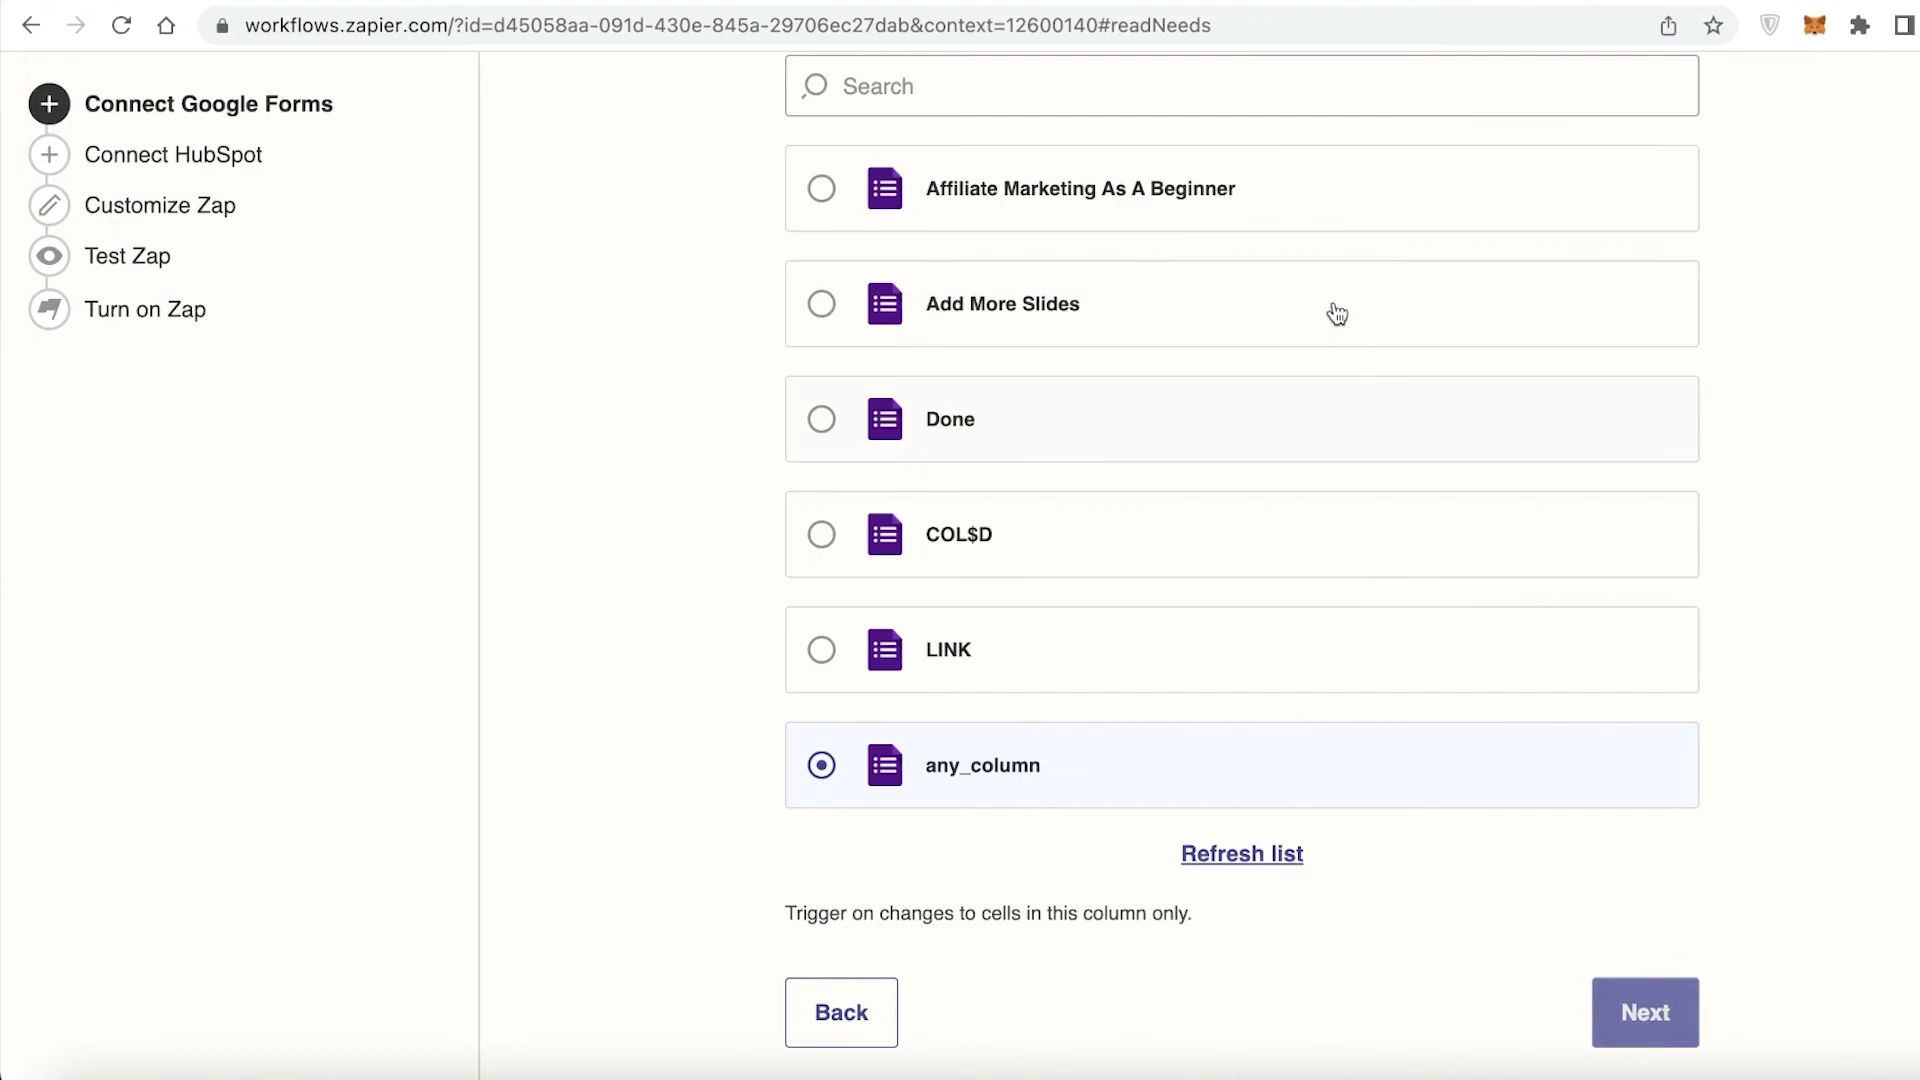 workflows.zapier.com/?id=d45058aa-091d-430e-845a-29706ec27dab&context=12600140#readNeeds
Connect Google Forms
Connect HubSpot
Customize Zap
Test Zap
Turn on Zap
Search
Affiliate Marketing As A Beginner
Add More Slides
Done
COL$D
LINK
any_column
Refresh list
Trigger on changes to cells in this column only.
Back
Next